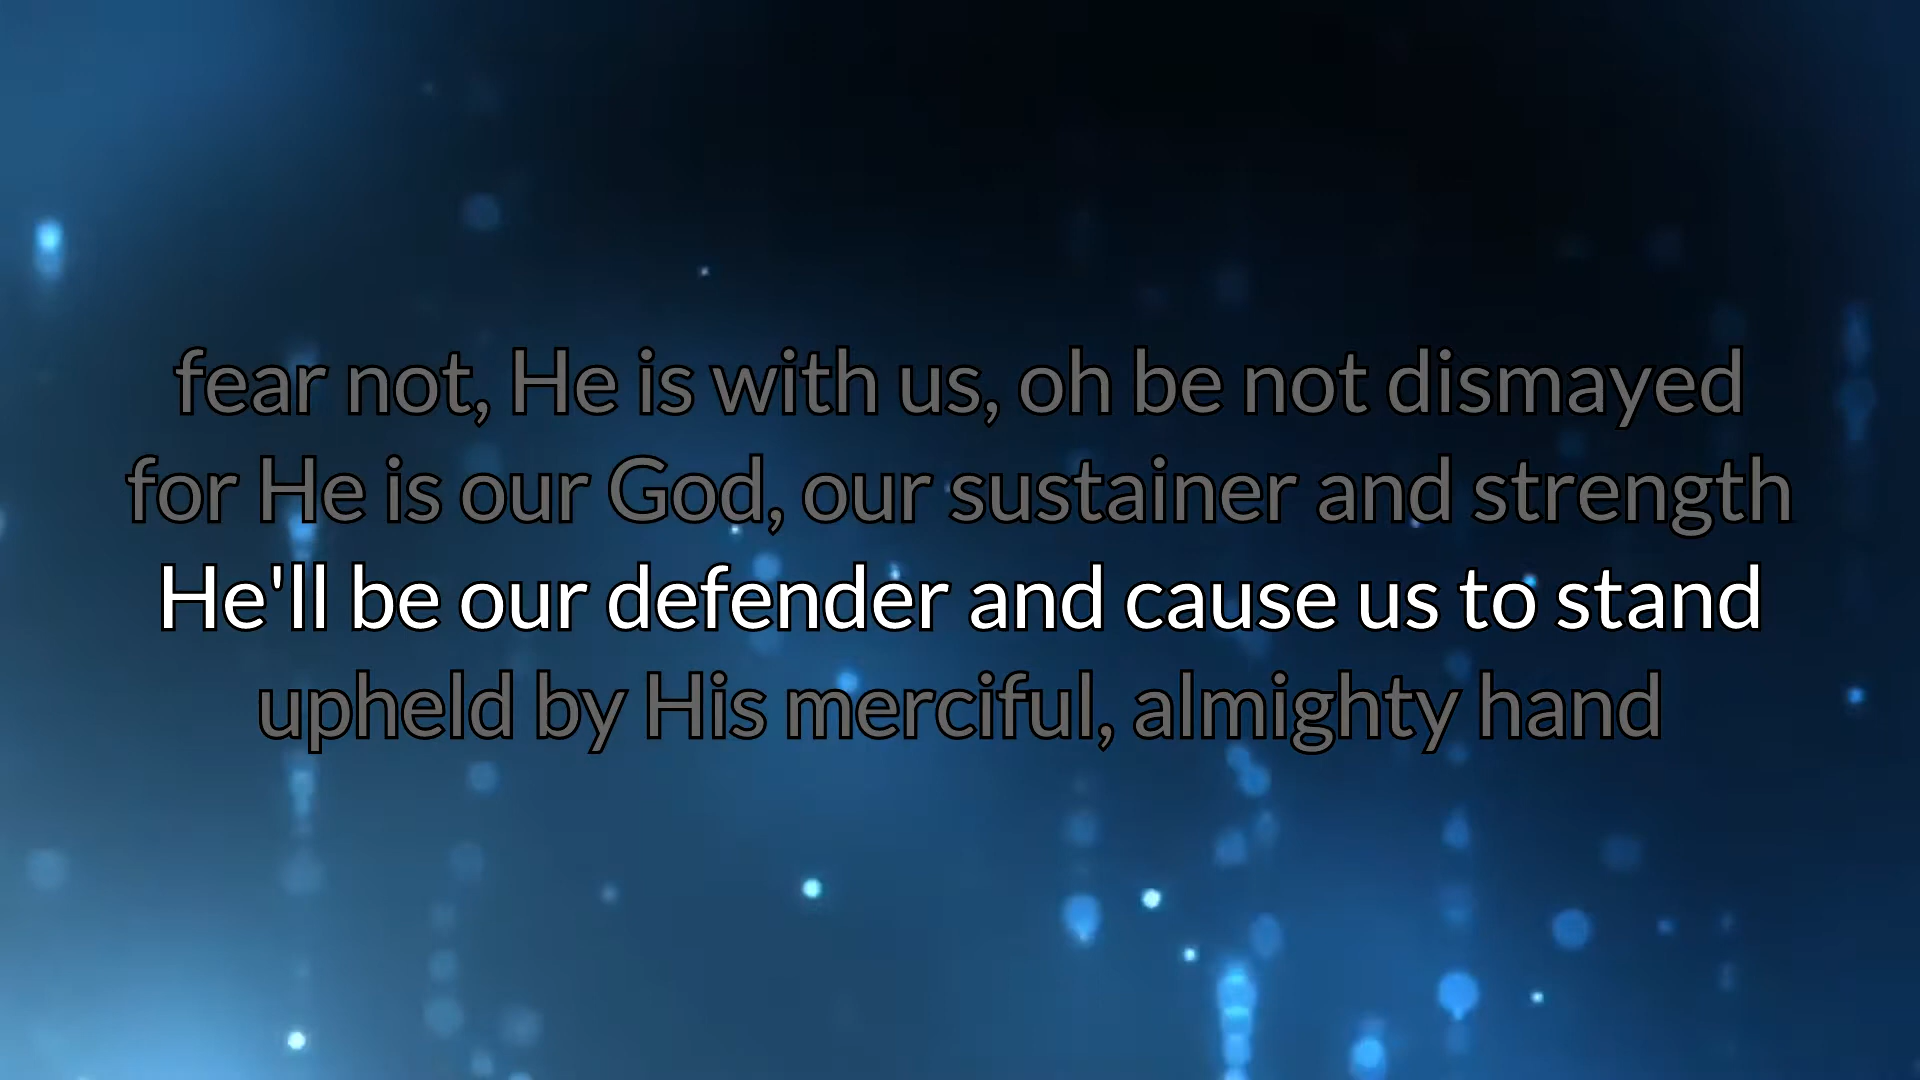 fear not, He is with us, oh be not dismayed
for He is our God, our sustainer and strength
He'll be our defender and cause us to stand
upheld by His merciful, almighty hand